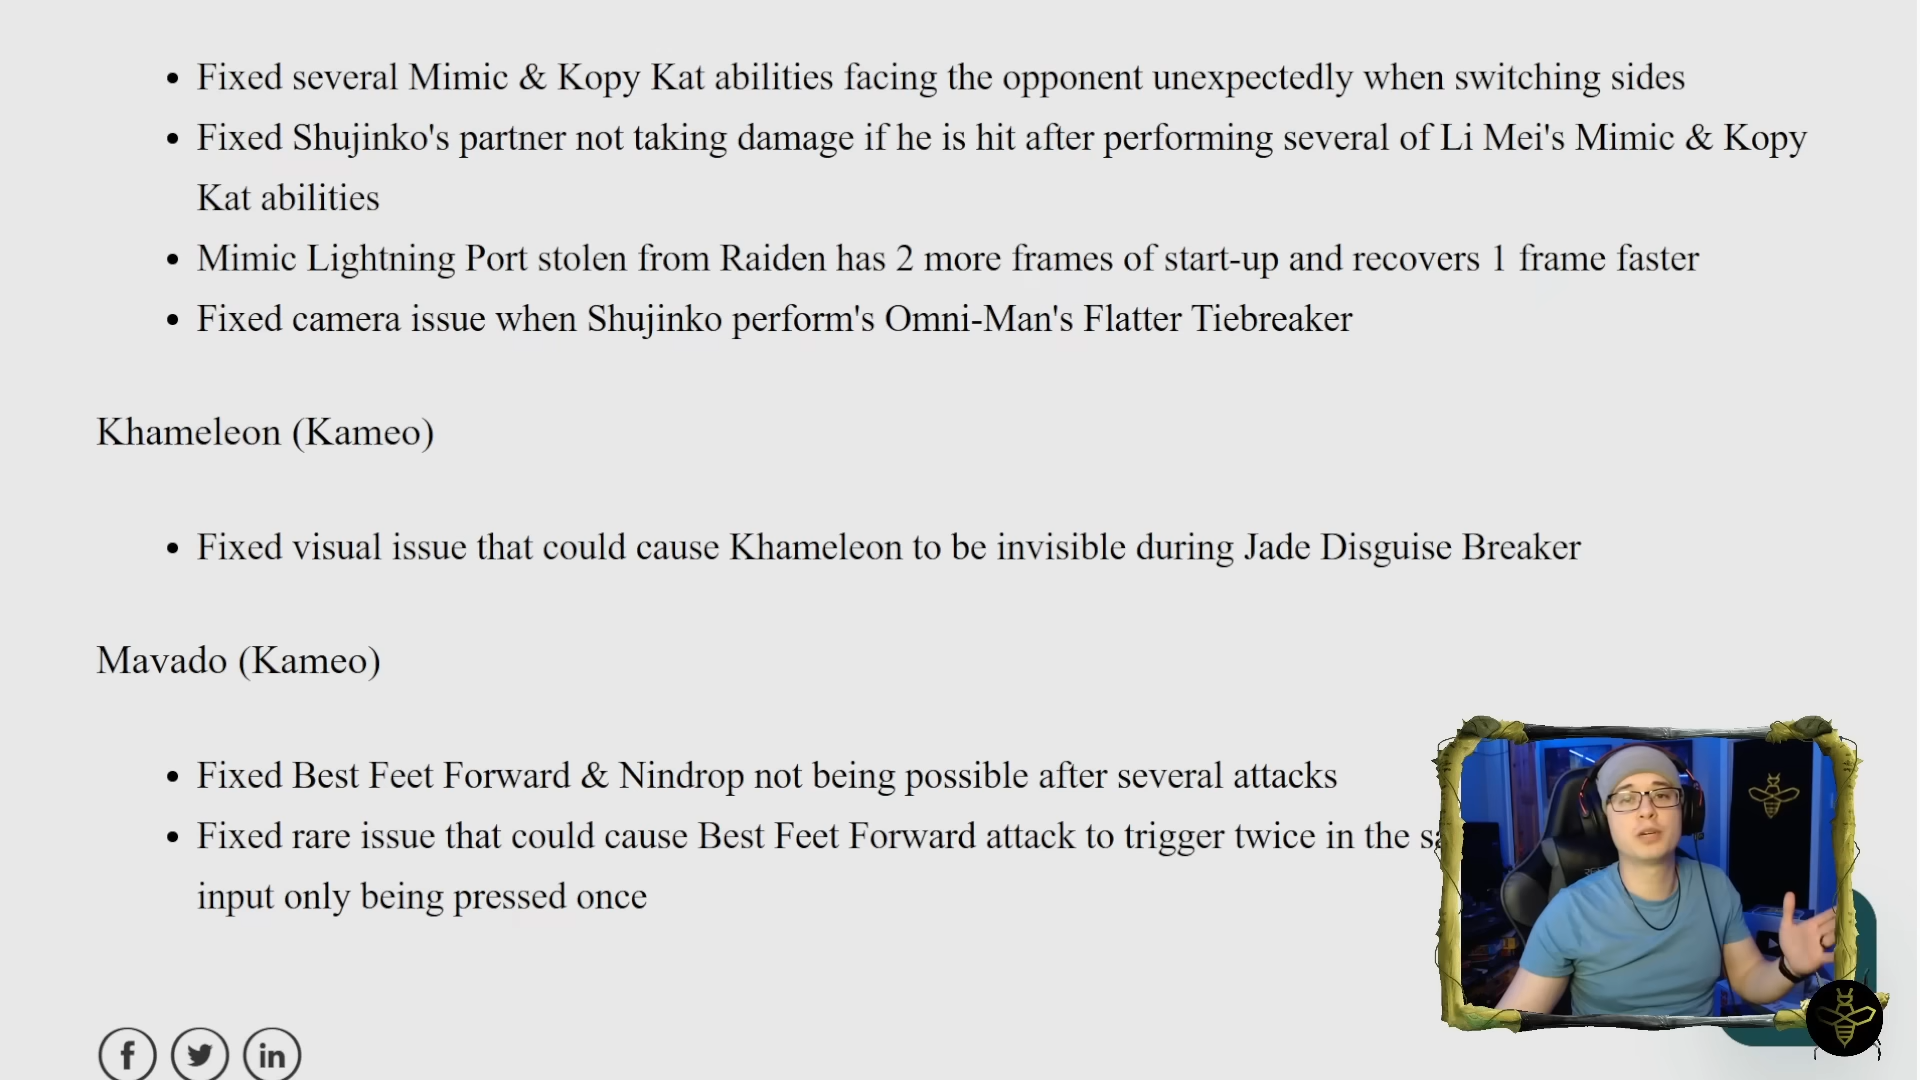 Fixed several Mimic & Kopy Kat abilities facing the opponent unexpectedly when switching sides
Fixed Shujinko's partner not taking damage if he is hit after performing several of Li Mei's Mimic & Kopy
Kat abilities
Mimic Lightning Port stolen from Raiden has 2 more frames of start-up and recovers 1 frame faster
Fixed camera issue when Shujinko perform's Omni-Man's Flatter Tiebreaker
Khameleon (Kameo)
Fixed visual issue that could cause Khameleon to be invisible during Jade Disguise Breaker
Mavado (Kameo)
Fixed Best Feet Forward & Nindrop not being possible after several attacks
Fixed rare issue that could cause Best Feet Forward attack to trigger twice in the
input only being pressed once
f
in